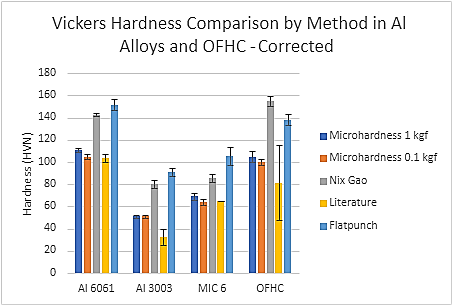 Vickers Hardness Comparison by Method in Al
Alloys and OFHC - Corrected
Hardness (HVN)
180
160
140
120
100
80
60
40
20
0
Al 6061
Al 3003
MIC 6
OFHC
Microhardness 1 kgf
Microhardness 0.1 kgf
Nix Gao
Literature
Flatpunch